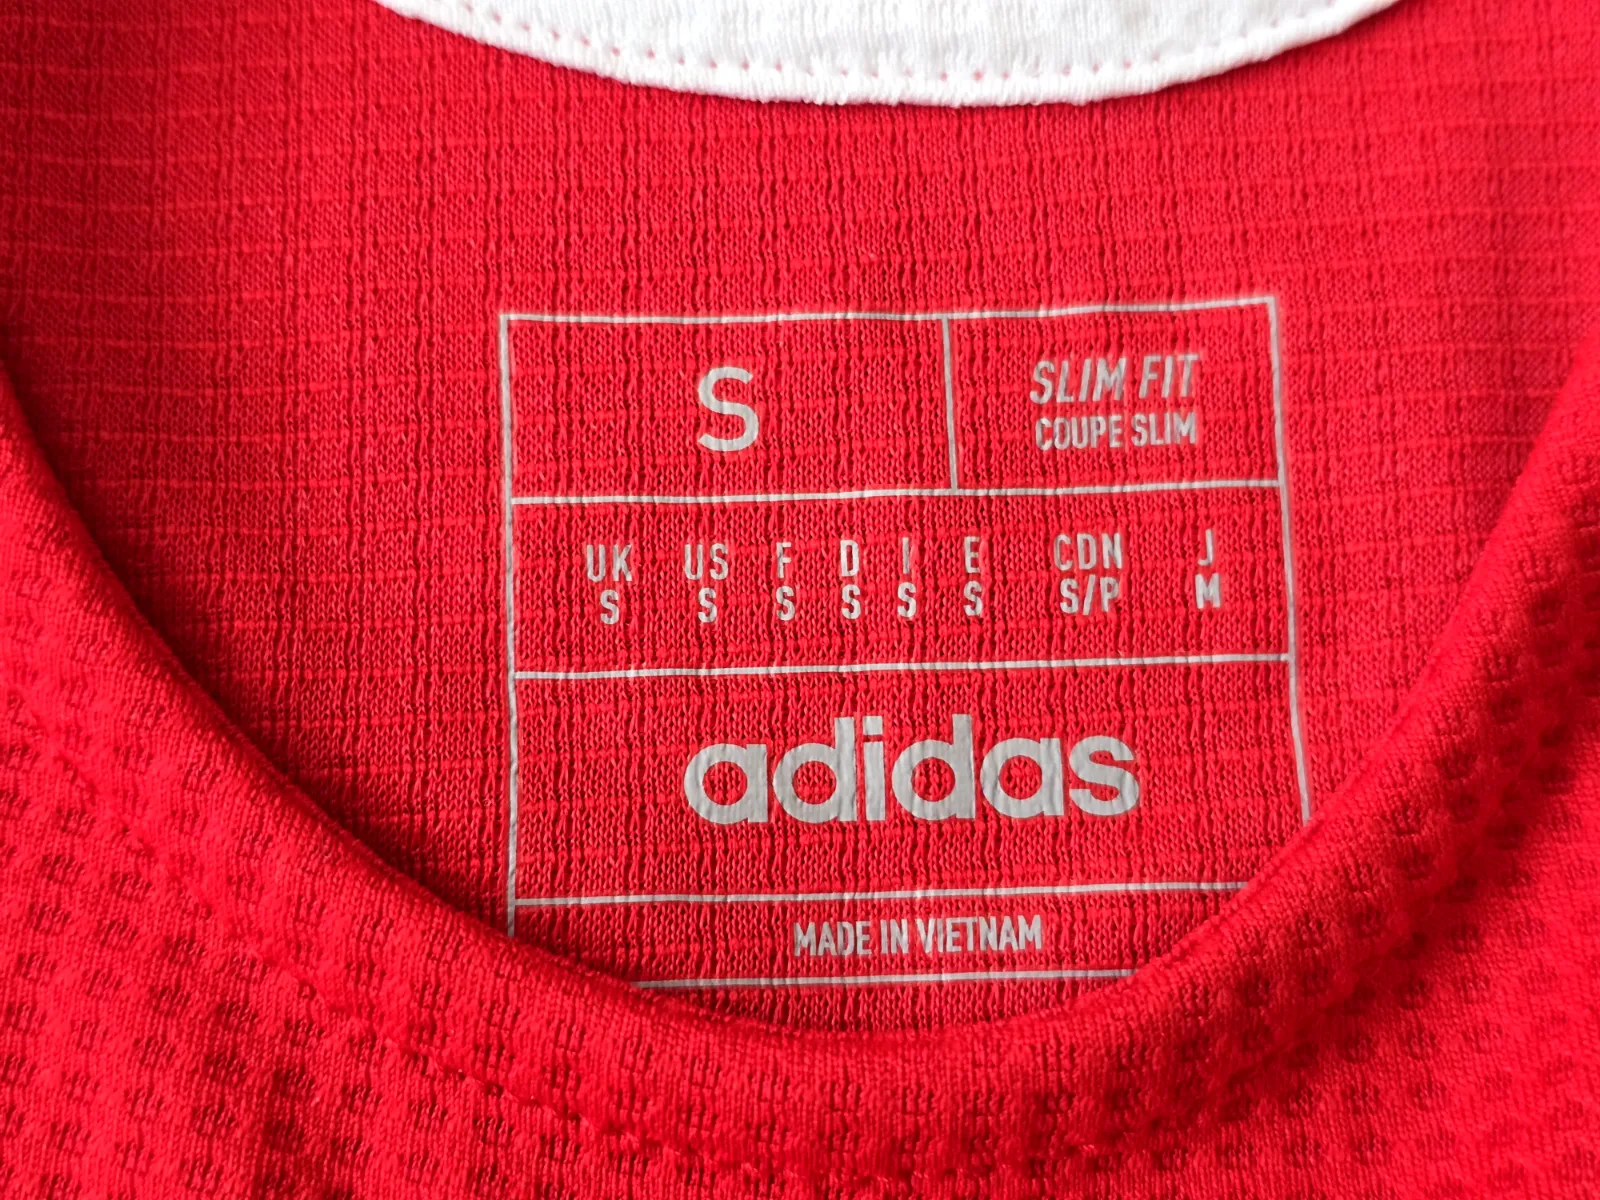 S
SLIM FIT
COUPE SLIM
UK US F D I E CDN J
S S S S S S S/P M
adidas
MADE IN VIETNAM